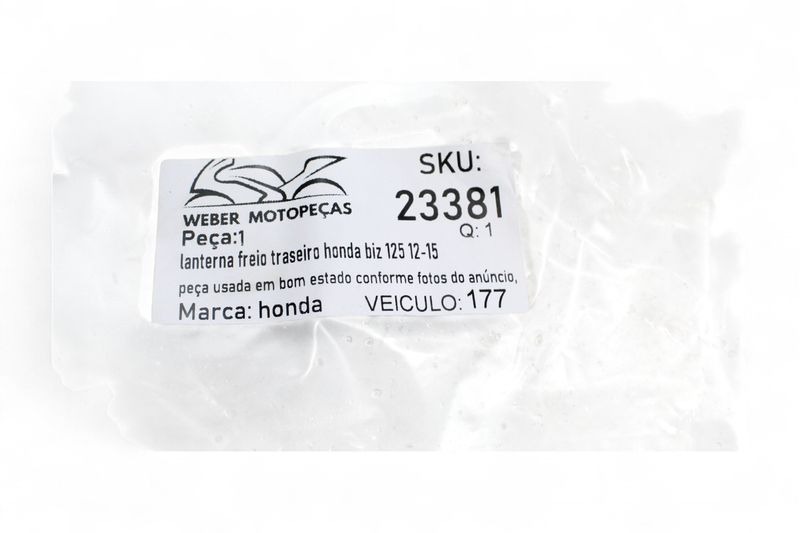 WEBER MOTOPEÇAS
SKU:
23381
Q: 1
Peça:1
lanterna freio traseiro honda biz 125 12-15
peça usada em bom estado conforme fotos do anúncio,
Marca: honda
VEICULO: 177